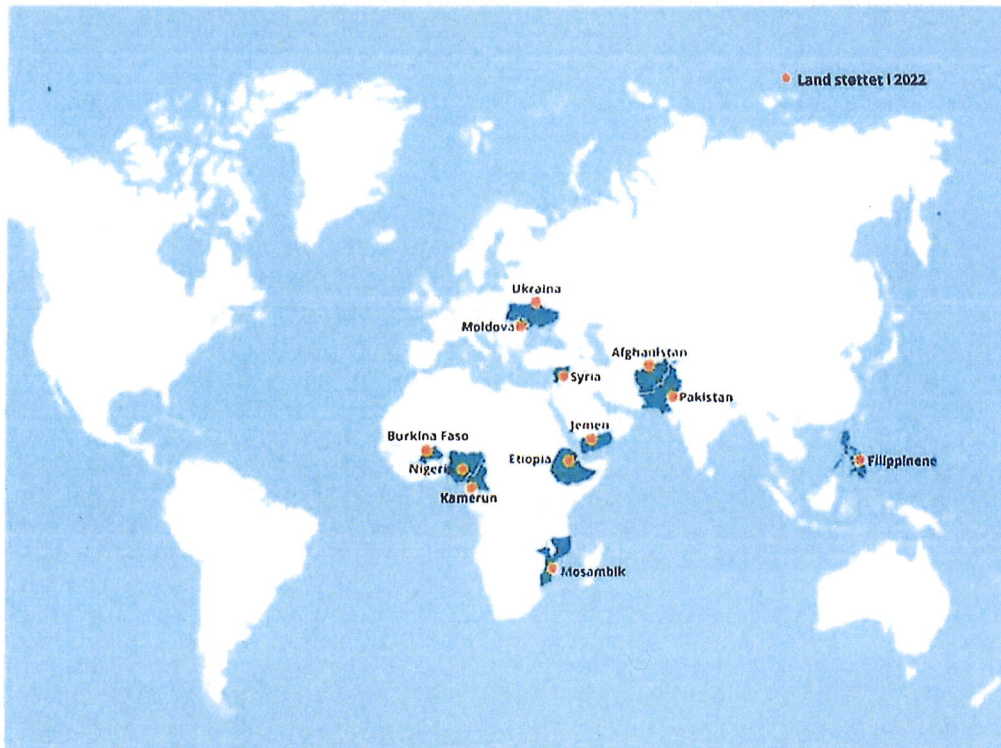 Land støttet i 2022
Ukraina
Moldova
Afghanistan
Syria
Pakistan
Jemen
Burkina Faso
Etiopia
Filippinene
Nigeri
Kamerun
Mosambik